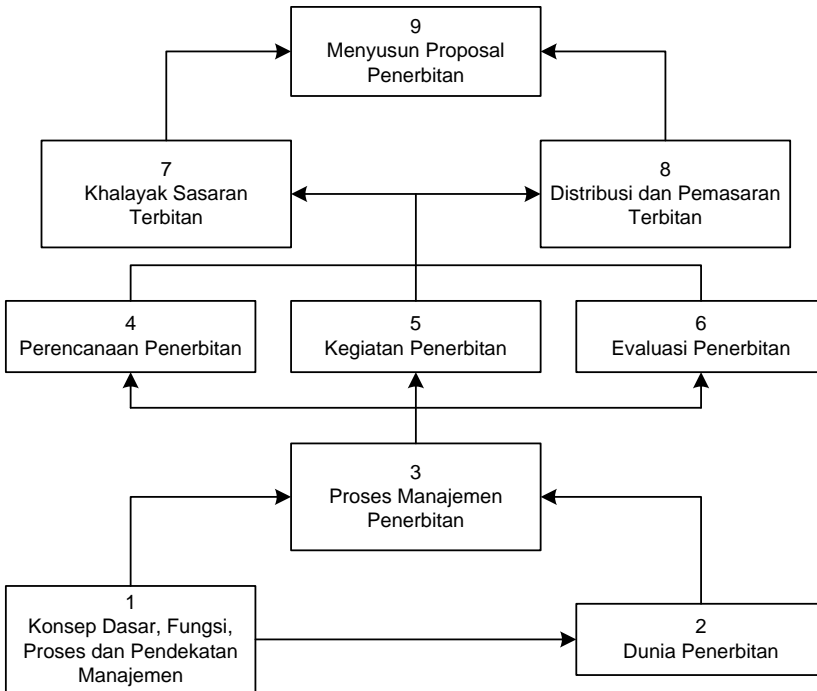 9
Menyusun Proposal
Penerbitan
7
Khalayak Sasaran
Terbitan
8
Distribusi dan Pemasaran
Terbitan
4
Perencanaan Penerbitan
5
Kegiatan Penerbitan
6
Evaluasi Penerbitan
3
Proses Manajemen
Penerbitan
1
Konsep Dasar, Fungsi,
Proses dan Pendekatan
Manajemen
2
Dunia Penerbitan